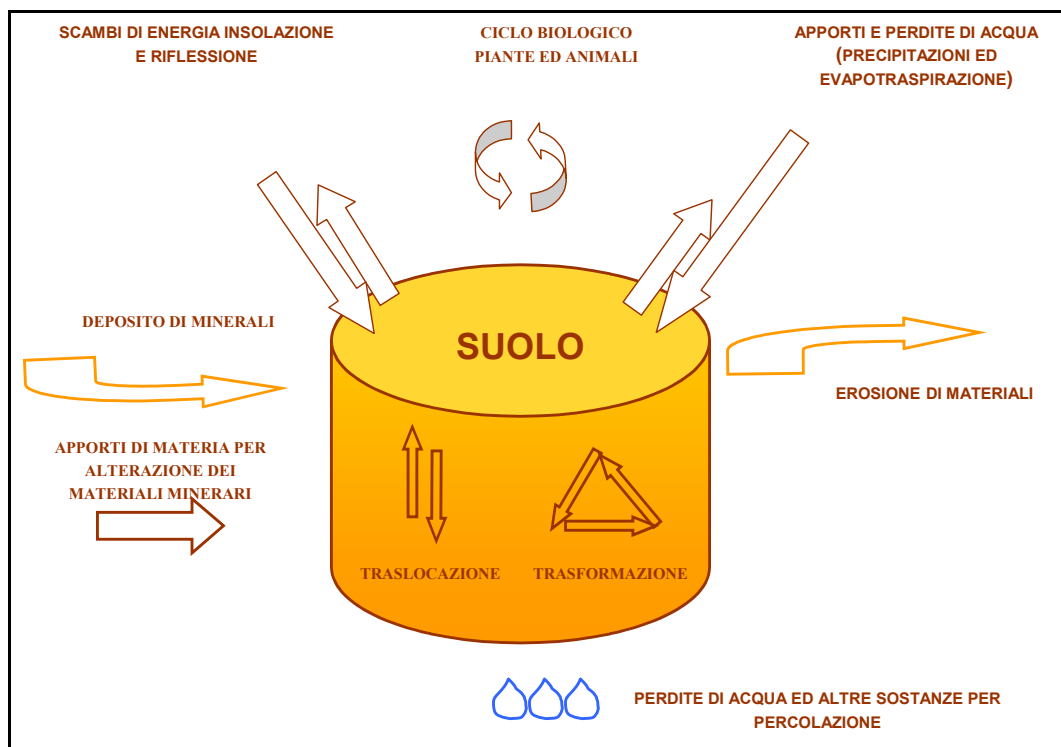 SCAMBI DI ENERGIA INSOLAZIONE
E RIFLESSIONE
CICLO BIOLOGICO
PIANTE ED ANIMALI
APPORTI E PERDITE DI ACQUA
(PRECIPITAZIONI ED
EVAPOTRASPIRAZIONE)
DEPOSITO DI MINERALI
SUOLO
EROSIONE DI MATERIALI
APPORTI DI MATERIA PER
ALTERAZIONE DEI
MATERIALI MINERARI
TRASLOCAZIONE
TRASFORMAZIONE
PERDITE DI ACQUA ED ALTRE SOSTANZE PER
PERCOLAZIONE